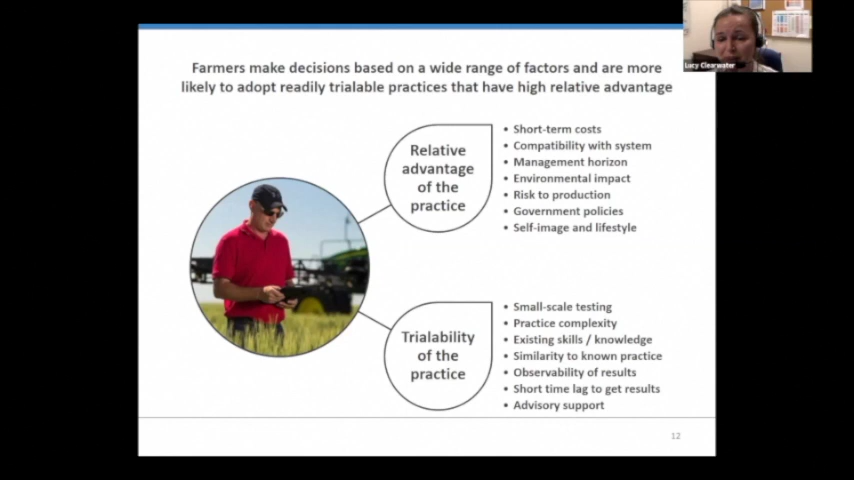 Farmers make decisions based on a wide range of factors and are more
likely to adopt readily trialable practices that have high relative advantage
Relative
advantage
of the
practice
• Short-term costs
• Compatibility with system
• Management horizon
• Environmental impact
• Risk to production
• Government policies
• Self-image and lifestyle
Trialability
of the
practice
• Small-scale testing
• Practice complexity
• Existing skills / knowledge
• Similarity to known practice
• Observability of results
• Short time lag to get results
• Advisory support
12
Lucy Clearwater